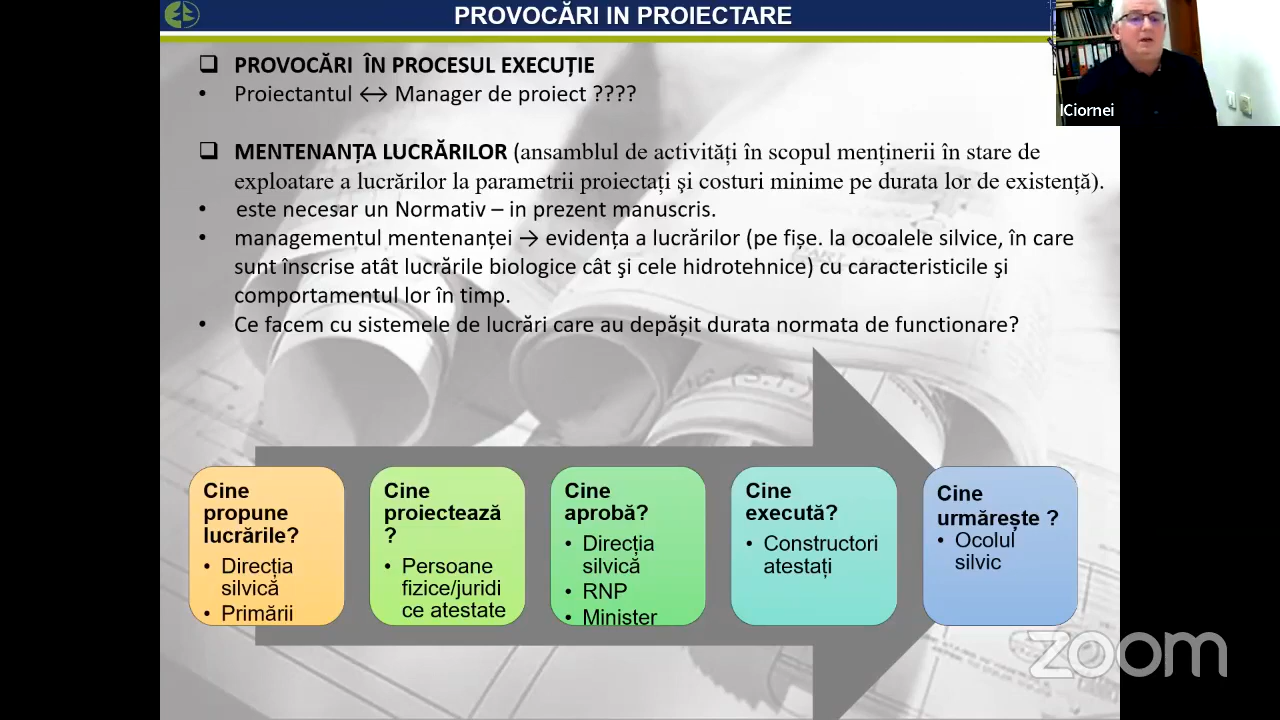 PROVOCĂRI IN PROIECTARE
ICiornei
❑ PROVOCĂRI ÎN PROCESUL EXECUȚIE
• Proiectantul ↔ Manager de proiect ????
❑ MENTENANȚA LUCRĂRILOR (ansamblul de activități în scopul menținerii în stare de
exploatare a lucrărilor la parametrii proiectați şi costuri minime pe durata lor de existență).
• este necesar un Normativ – in prezent manuscris.
• managementul mentenanței → evidența a lucrărilor (pe fișe. la ocoalele silvice, în care
sunt înscrise atât lucrările biologice cât şi cele hidrotehnice) cu caracteristicile şi
comportamentul lor în timp.
• Ce facem cu sistemele de lucrări care au depășit durata normata de functionare?
Cine
propune
lucrările?
• Direcția
silvică
• Primării
Cine
proiectează
?
• Persoane
fizice/juridi
ce atestate
Cine
aprobă?
• Direcția
silvică
• RNP
• Minister
Cine
execută?
• Constructori
atestați
Cine
urmărește ?
• Ocolul
silvic
zoom